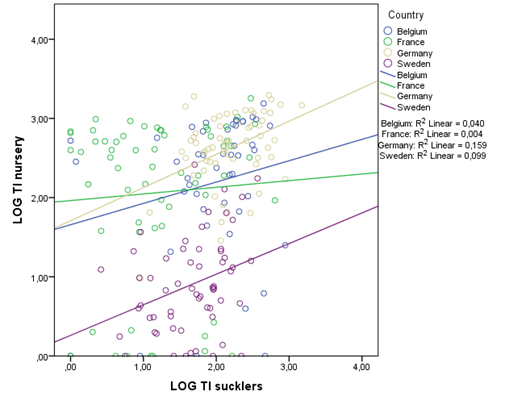 Country
Belgium
France
Germany
Sweden
Belgium
France
Germany
Sweden
Belgium: R² Linear = 0,040
France: R² Linear = 0,004
Germany: R² Linear = 0,159
Sweden: R² Linear = 0,099
LOG TI nursery
4,00
3,00
2,00
1,00
,00
,00 1,00 2,00 3,00 4,00
LOG TI sucklers